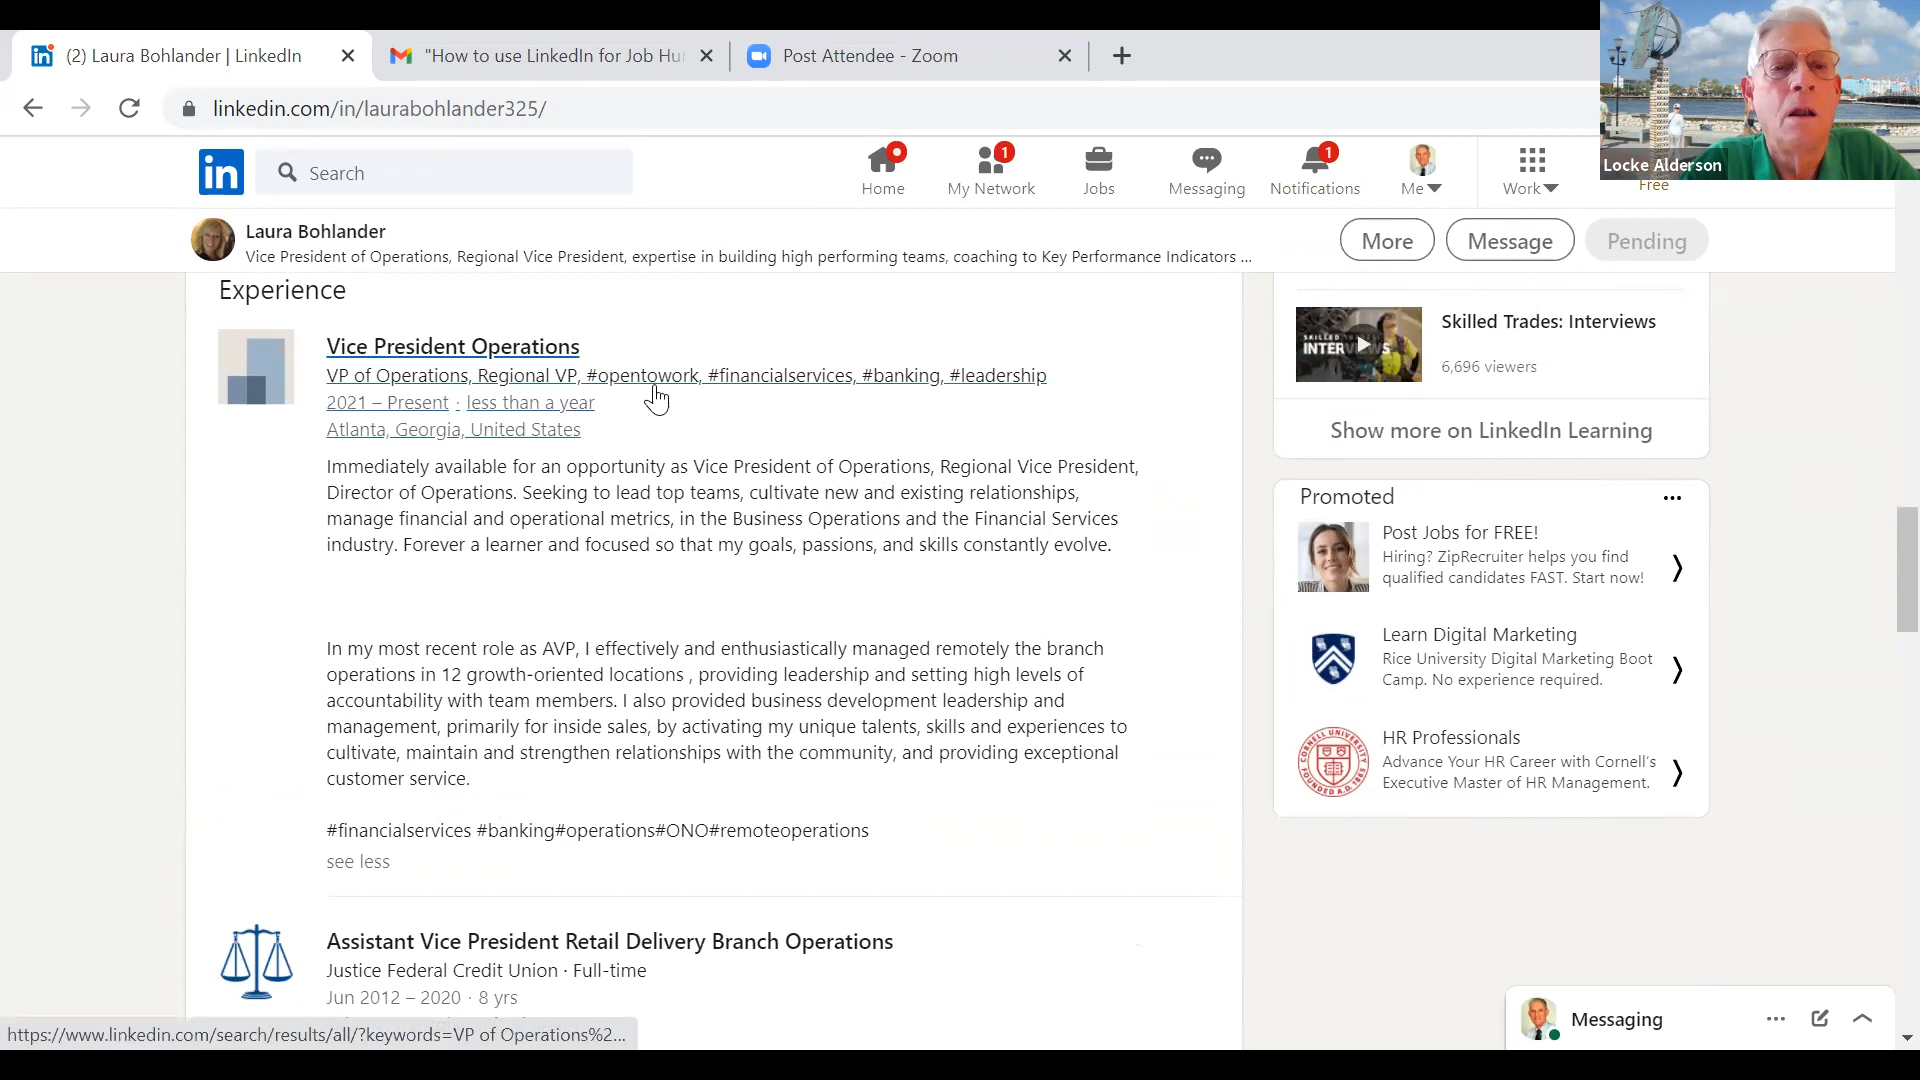 (2) Laura Bohlander | LinkedIn
"How to use LinkedIn for Job Hu
Post Attendee - Zoom
linkedin.com/in/laurabohlander325/
Locke Alderson
in
Search
Home
1
My Network
Jobs
Messaging
1
Notifications
Me
Work
Free
Laura Bohlander
Vice President of Operations, Regional Vice President, expertise in building high performing teams, coaching to Key Performance Indicators ...
More
Message
Pending
Experience
Vice President Operations
VP of Operations, Regional VP, #opentowork, #financialservices, #banking, #leadership
2021 – Present · less than a year
Atlanta, Georgia, United States
Immediately available for an opportunity as Vice President of Operations, Regional Vice President,
Director of Operations. Seeking to lead top teams, cultivate new and existing relationships,
manage financial and operational metrics, in the Business Operations and the Financial Services
industry. Forever a learner and focused so that my goals, passions, and skills constantly evolve.
In my most recent role as AVP, I effectively and enthusiastically managed remotely the branch
operations in 12 growth-oriented locations , providing leadership and setting high levels of
accountability with team members. I also provided business development leadership and
management, primarily for inside sales, by activating my unique talents, skills and experiences to
cultivate, maintain and strengthen relationships with the community, and providing exceptional
customer service.
#financialservices #banking#operations#ONO#remoteoperations
see less
Assistant Vice President Retail Delivery Branch Operations
Justice Federal Credit Union · Full-time
Jun 2012 – 2020 · 8 yrs
https://www.linkedin.com/search/results/all/?keywords=VP of Operations%2...
SKILLED
INTERVIEWS
Skilled Trades: Interviews
6,696 viewers
Show more on LinkedIn Learning
Promoted
Post Jobs for FREE!
Hiring? ZipRecruiter helps you find
qualified candidates FAST. Start now!
Learn Digital Marketing
Rice University Digital Marketing Boot
Camp. No experience required.
HR Professionals
Advance Your HR Career with Cornell's
Executive Master of HR Management.
Messaging